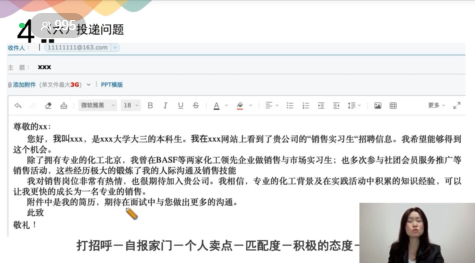 995
4、（六）投递问题
收件人： 11111111@163.com
主 题： xxx
添加附件 (单文件最大3G) PPT模版
微软雅黑 18 B I U S A 更多
尊敬的xx：
您好，我叫xxx，是xxx大学大三的本科生。我在xxx网站上看到了贵公司的"销售实习生"招聘信息。我希望能够得到
这个机会。
除了拥有专业的化工北京，我曾在BASF等两家化工领先企业做销售与市场实习生；也多次参与社团会员服务推广等
销售活动，这些经历极大的锻炼了我的人际沟通及销售技能
我对销售岗位非常有热情，也很期待加入贵公司。我相信，专业的化工背景及在实践活动中积累的知识经验，可以
让我更快的成长为一名专业的销售。
附件中是我的简历，期待在面试中与您做出更多的沟通。
此致
敬礼！
打招呼－自报家门－个人卖点－匹配度－积极的态度－